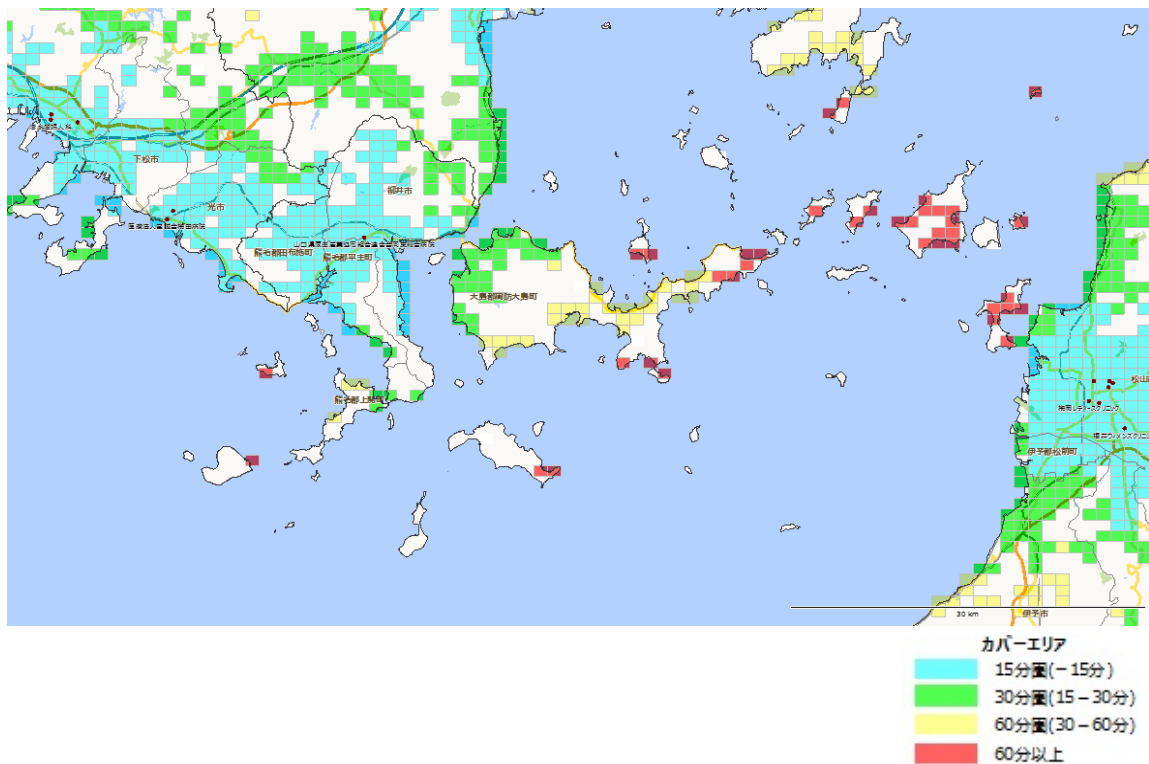 下松市
柳井市
光市
熊毛郡田布施町
熊毛郡平生町
大島郡周防大島町
熊毛郡上関町
伊予郡松前町
30 km
伊予市
カバーエリア
15分圏(－15分)
30分圏(15－30分)
60分圏(30－60分)
60分以上